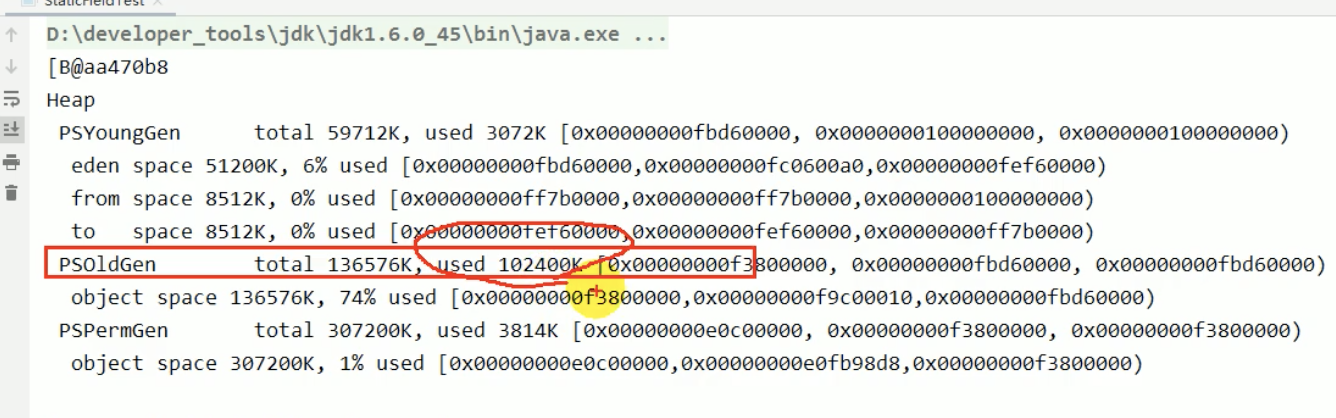 StaticFieldTest ×
D:\developer_tools\jdk\jdk1.6.0_45\bin\java.exe ...
[B@aa470b8
Heap
PSYoungGen total 59712K, used 3072K [0x00000000fbd60000, 0x0000000100000000, 0x0000000100000000)
eden space 51200K, 6% used [0x00000000fbd60000,0x00000000fc0600a0,0x00000000fef60000)
from space 8512K, 0% used [0x00000000ff7b0000,0x00000000ff7b0000,0x0000000100000000)
to space 8512K, 0% used [0x00000000fef60000,0x00000000fef60000,0x00000000ff7b0000)
PSOldGen total 136576K, used 102400K [0x00000000f3800000, 0x00000000fbd60000, 0x00000000fbd60000)
object space 136576K, 74% used [0x00000000f3800000,0x00000000f9c00010,0x00000000fbd60000)
PSPermGen total 307200K, used 3814K [0x00000000e0c00000, 0x00000000f3800000, 0x00000000f3800000)
object space 307200K, 1% used [0x00000000e0c00000,0x00000000e0fb98d8,0x00000000f3800000)